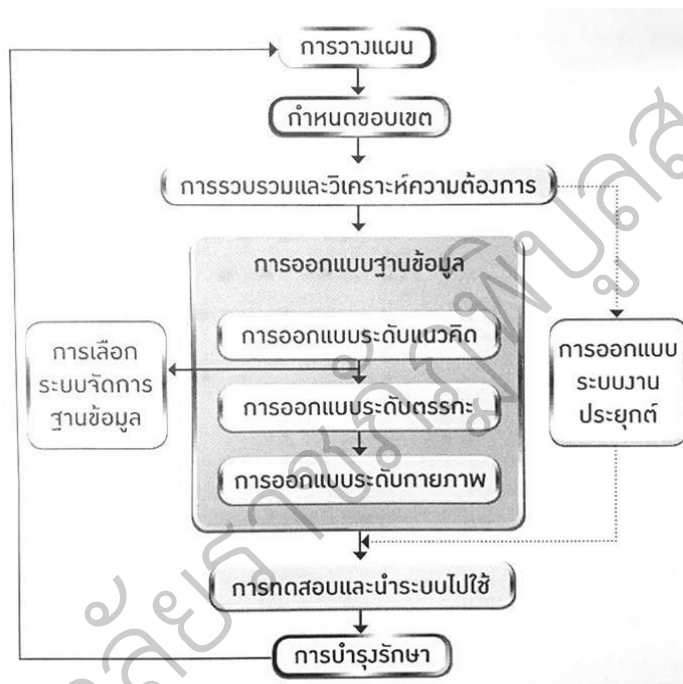 การวางแผน
กำหนดขอบเขต
การรวบรวมและวิเคราะห์ความต้องการ
การออกแบบฐานข้อมูล
การออกแบบระดับแนวคิด
การเลือก
ระบบจัดการ
ฐานข้อมูล
การออกแบบ
ระบบงาน
ประยุกต์
การออกแบบระดับตรรกะ
การออกแบบระดับกายภาพ
การทดสอบและนำระบบไปใช้
การบำรุงรักษา